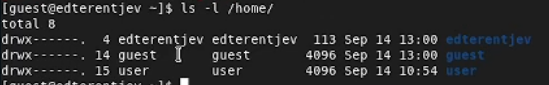 [guest@edterentjev ~]$ ls -l /home/
total 8
drwx------.  4 edterentjev edterentjev  113 Sep 14 13:00 edterentjev
drwx------. 14 guest       guest       4096 Sep 14 13:00 guest
drwx------. 15 user        user        4096 Sep 14 10:54 user
[guest@edterentjev ~]$